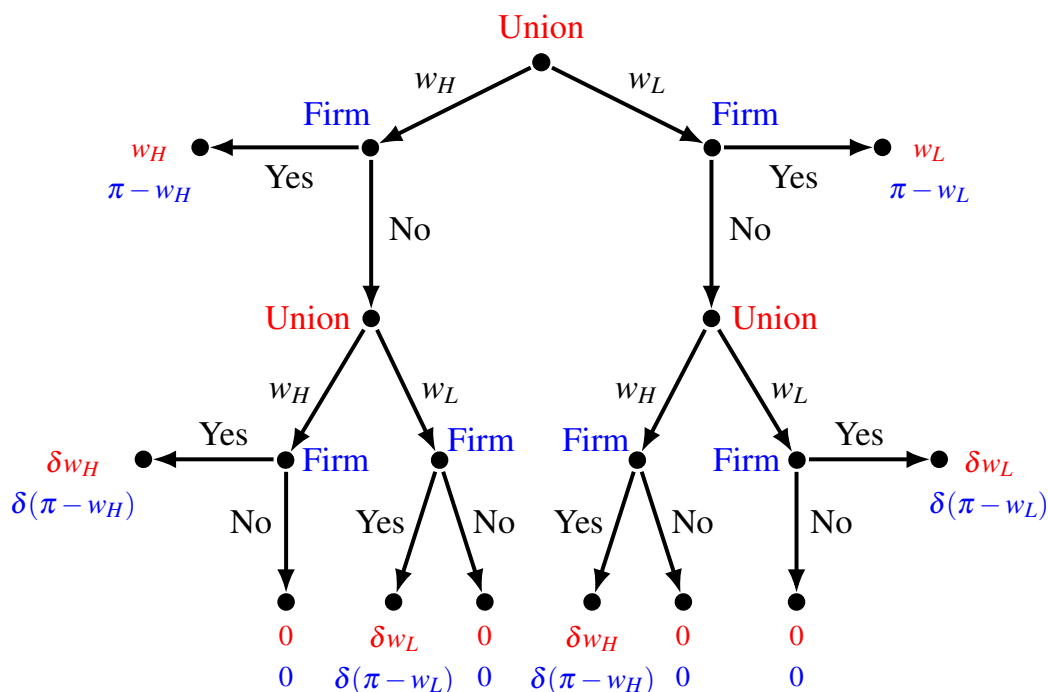 Union
w_H w_L
Firm Firm
w_H Yes Yes w_L
π − w_H π − w_L
No No
Union Union
w_H w_L w_H w_L
Yes Firm Firm Yes
δw_H Firm Firm δw_L
δ(π − w_H) δ(π − w_L)
No Yes No Yes No No
0 δw_L 0 δw_H 0 0
0 δ(π − w_L) 0 δ(π − w_H) 0 0